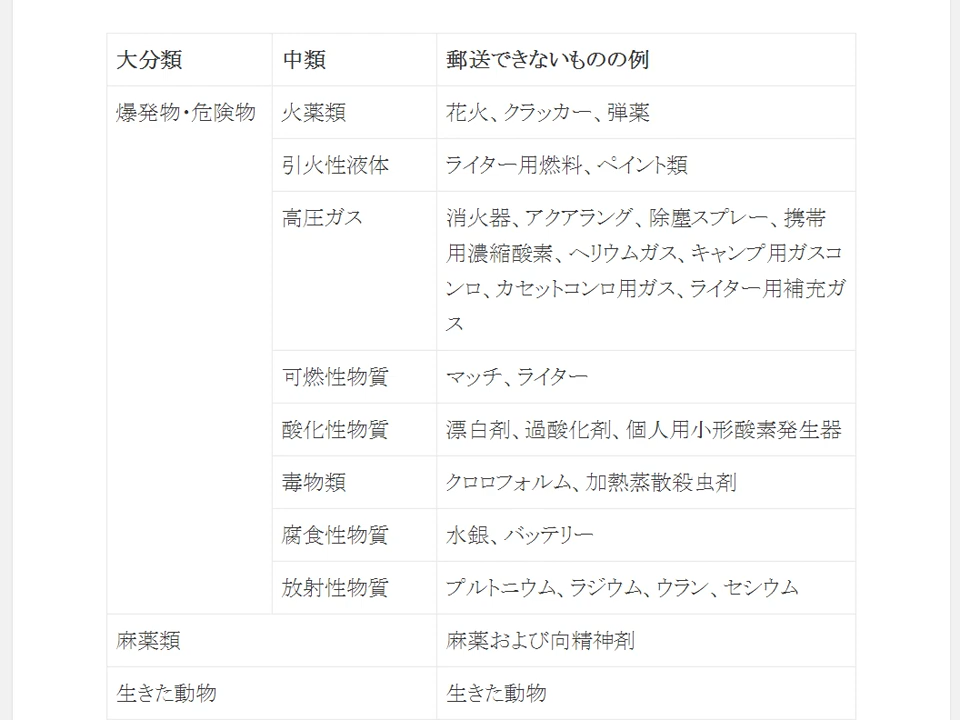 大分類 中類 郵送できないものの例
爆発物・危険物 火薬類 花火、クラッカー、弾薬
引火性液体 ライター用燃料、ペイント類
高圧ガス 消火器、アクアラング、除塵スプレー、携帯
用濃縮酸素、ヘリウムガス、キャンプ用ガスコ
ンロ、カセットコンロ用ガス、ライター用補充ガ
ス
可燃性物質 マッチ、ライター
酸化性物質 漂白剤、過酸化剤、個人用小形酸素発生器
毒物類 クロロフォルム、加熱蒸散殺虫剤
腐食性物質 水銀、バッテリー
放射性物質 プルトニウム、ラジウム、ウラン、セシウム
麻薬類 麻薬および向精神剤
生きた動物 生きた動物